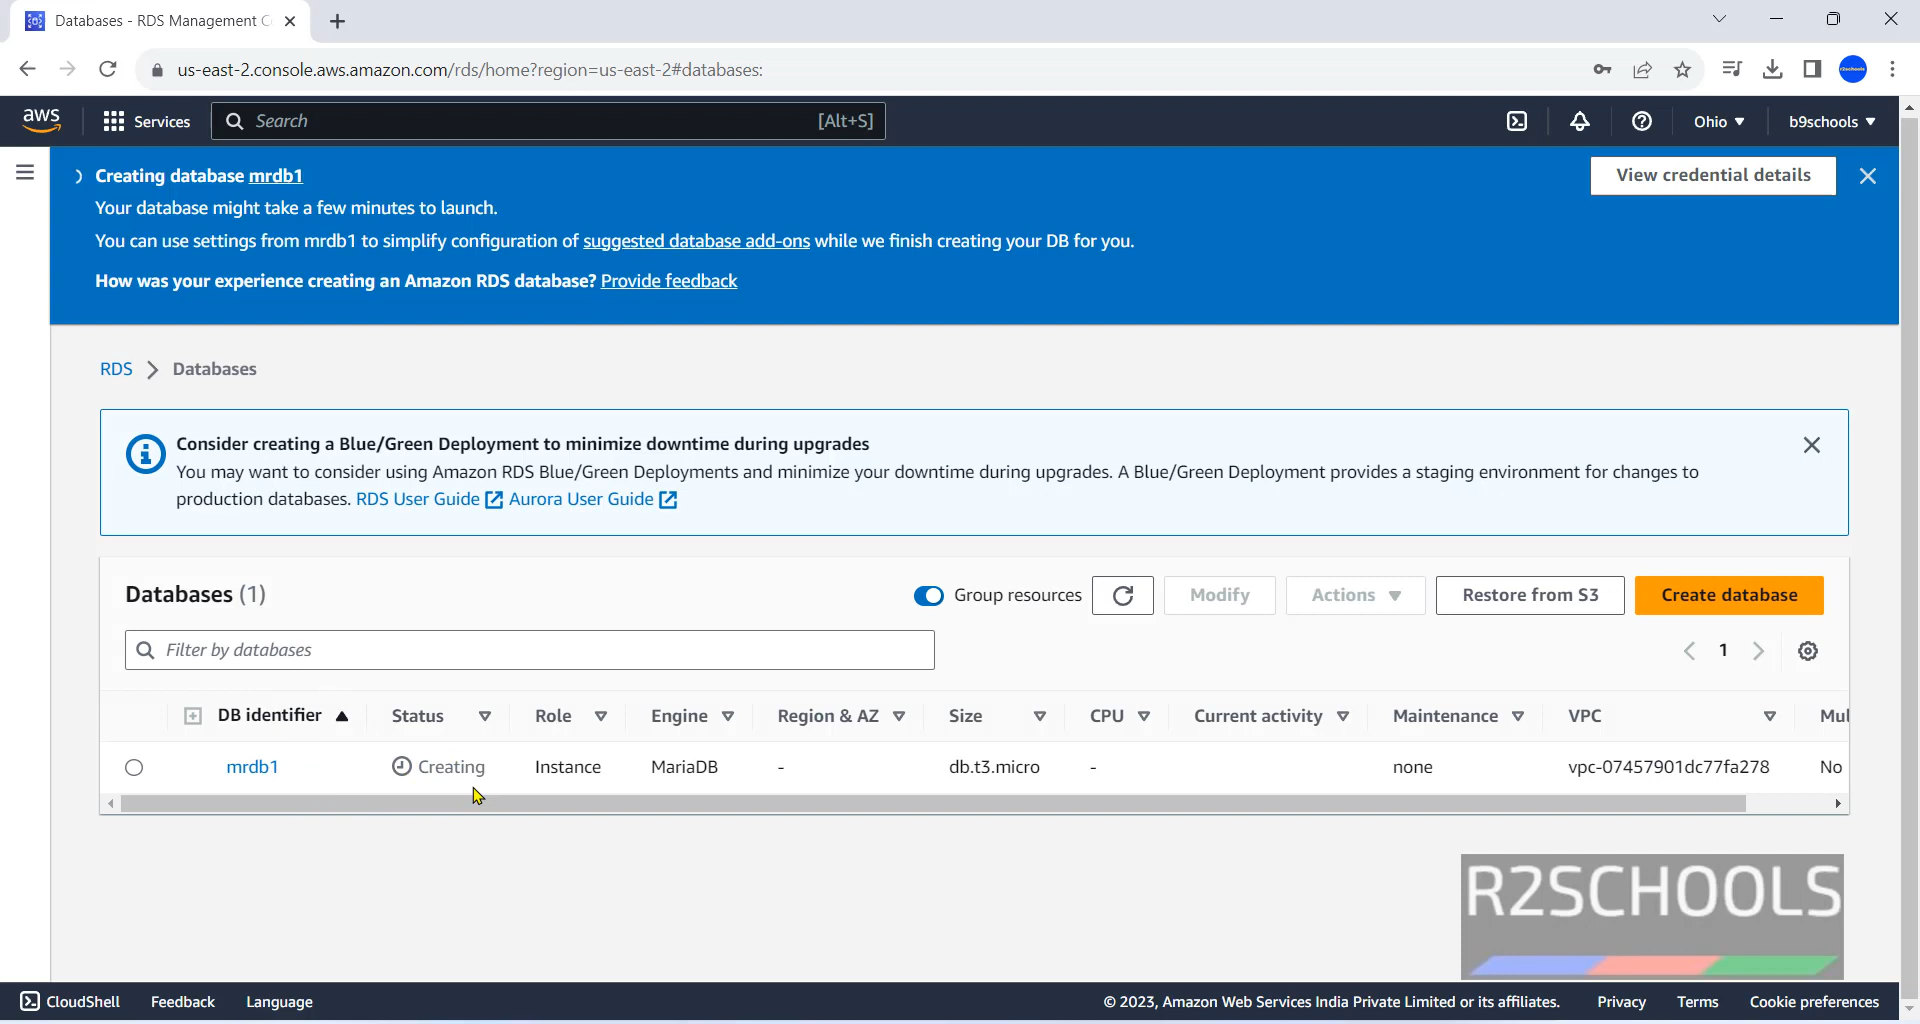 Databases - RDS Management C
us-east-2.console.aws.amazon.com/rds/home?region=us-east-2#databases:
r2schools
aws
Services
Search
[Alt+S]
Ohio
b9schools
Creating database mrdb1
View credential details
Your database might take a few minutes to launch.
You can use settings from mrdb1 to simplify configuration of suggested database add-ons while we finish creating your DB for you.
How was your experience creating an Amazon RDS database? Provide feedback
RDS > Databases
Consider creating a Blue/Green Deployment to minimize downtime during upgrades
You may want to consider using Amazon RDS Blue/Green Deployments and minimize your downtime during upgrades. A Blue/Green Deployment provides a staging environment for changes to
production databases. RDS User Guide Aurora User Guide
Databases (1)
Group resources
Modify
Actions
Restore from S3
Create database
Filter by databases
1
DB identifier Status Role Engine Region & AZ Size CPU Current activity Maintenance VPC Mul
mrdb1 Creating Instance MariaDB - db.t3.micro - none vpc-07457901dc77fa278 No
R2SCHOOLS
CloudShell Feedback Language © 2023, Amazon Web Services India Private Limited or its affiliates. Privacy Terms Cookie preferences